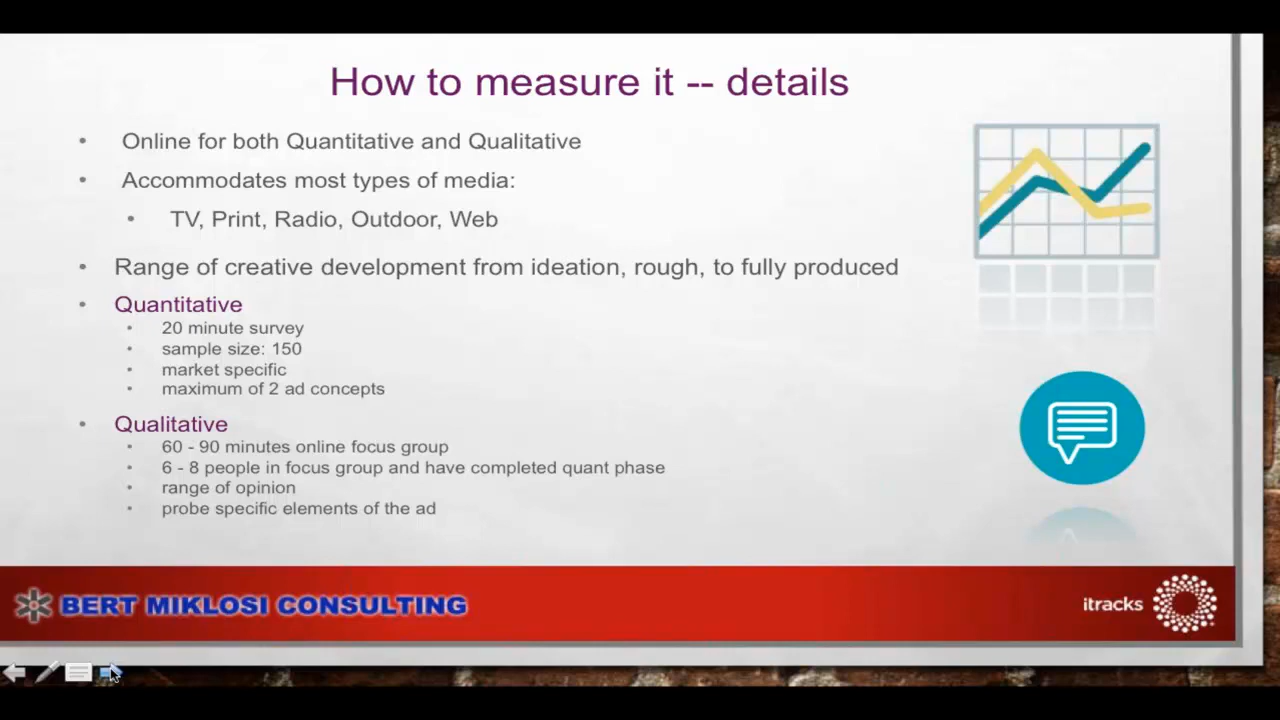 How to measure it -- details
• Online for both Quantitative and Qualitative
• Accommodates most types of media:
• TV, Print, Radio, Outdoor, Web
• Range of creative development from ideation, rough, to fully produced
• Quantitative
• 20 minute survey
• sample size: 150
• market specific
• maximum of 2 ad concepts
• Qualitative
• 60 - 90 minutes online focus group
• 6 - 8 people in focus group and have completed quant phase
• range of opinion
• probe specific elements of the ad
BERT MIKLOSI CONSULTING
itracks